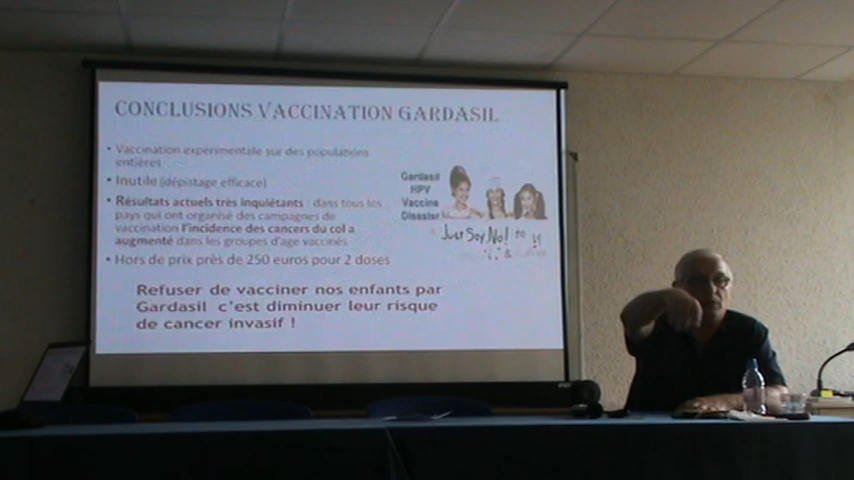 CONCLUSIONS VACCINATION GARDASIL
• Vaccination expérimentale sur des populations
entières
• Inutile (dépistage efficace)
• Résultats actuels très inquiétants : dans tous les
pays qui ont organisé des campagnes de
vaccination l'incidence des cancers du col a
augmenté dans les groupes d'age vaccinés
• Hors de prix près de 250 euros pour 2 doses
Refuser de vacciner nos enfants par
Gardasil c'est diminuer leur risque
de cancer invasif !
Gardasil
HPV
Vaccine
Disaster
Just Say No! to